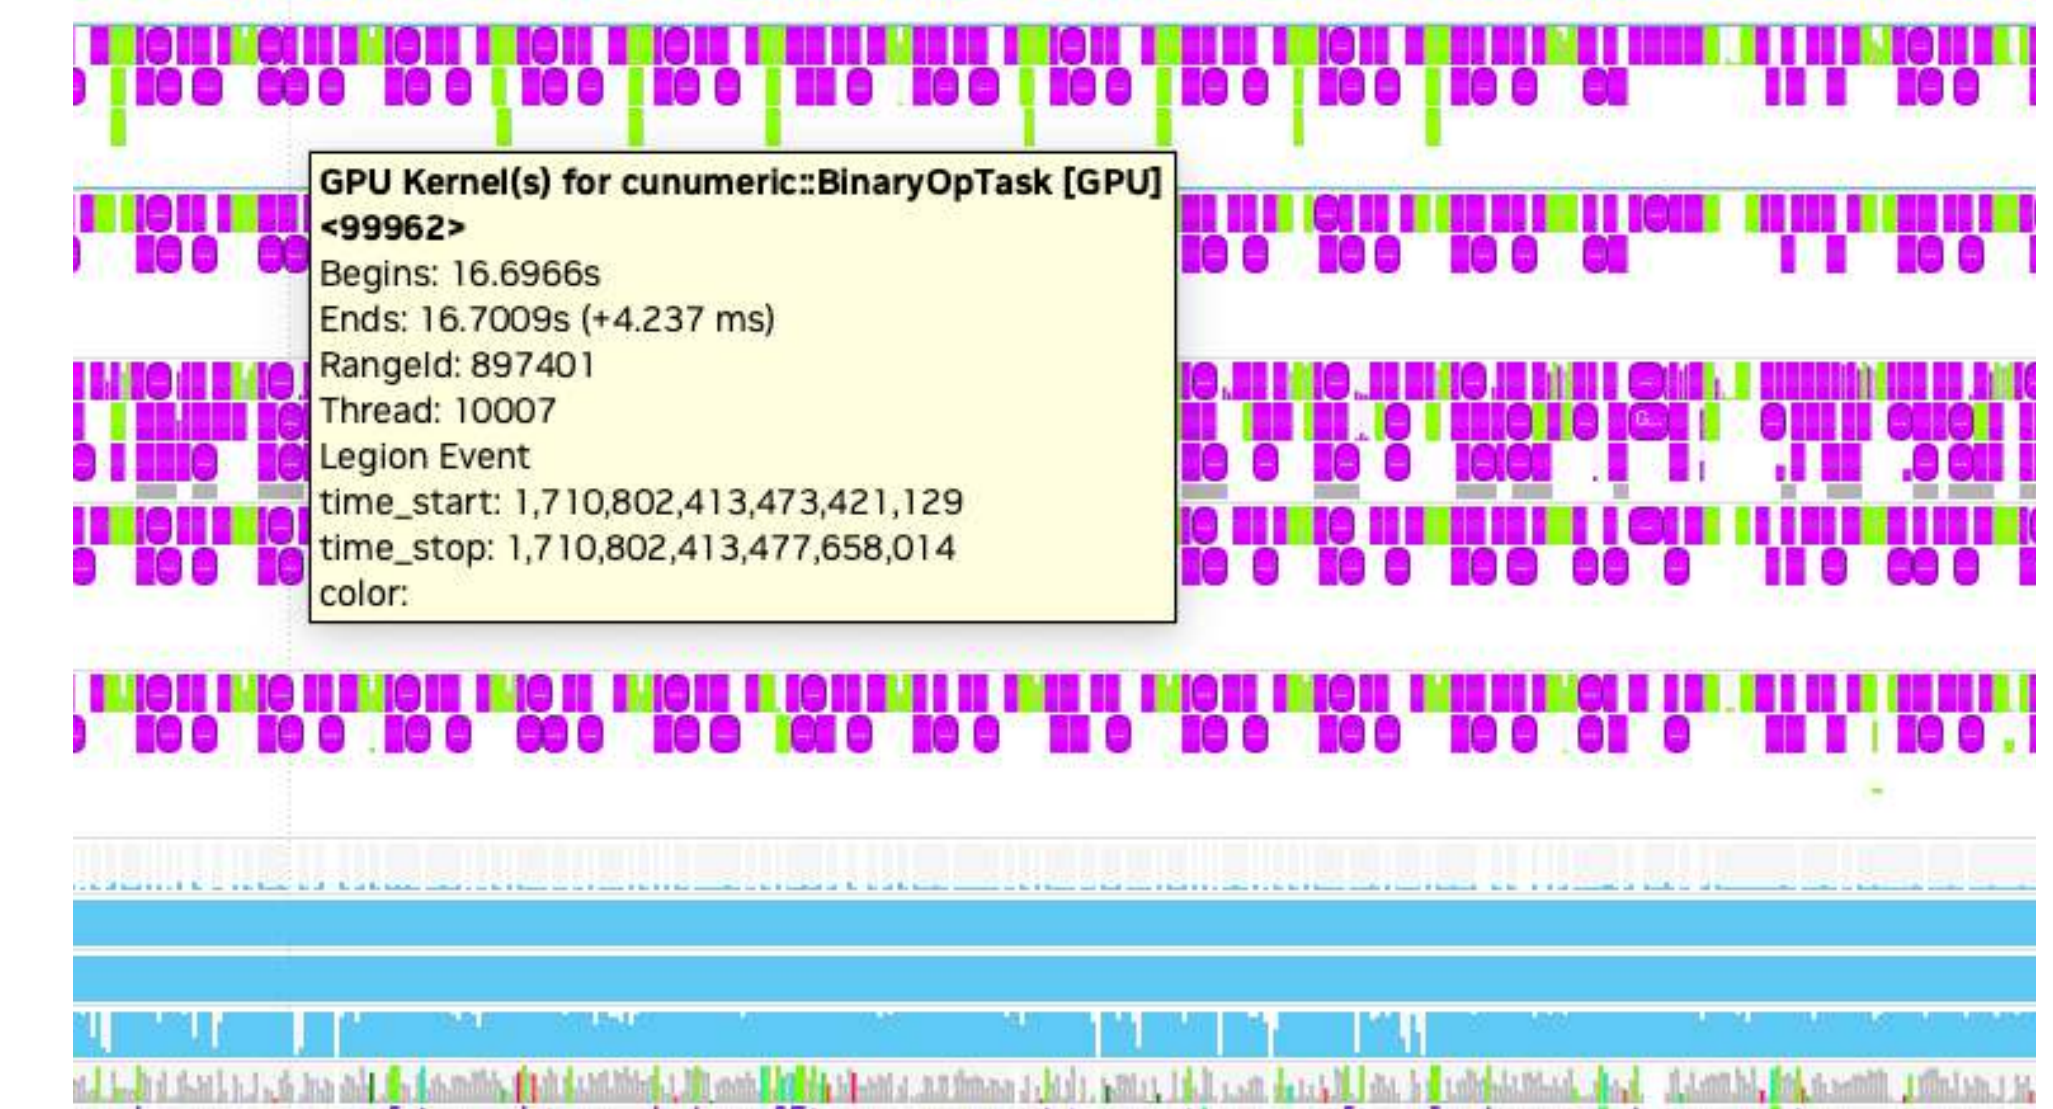 GPU Kernel(s) for cunumeric::BinaryOpTask [GPU]
<99962>
Begins: 16.6966s
Ends: 16.7009s (+4.237 ms)
RangeId: 897401
Thread: 10007
Legion Event
time_start: 1,710,802,413,473,421,129
time_stop: 1,710,802,413,477,658,014
color:
G...